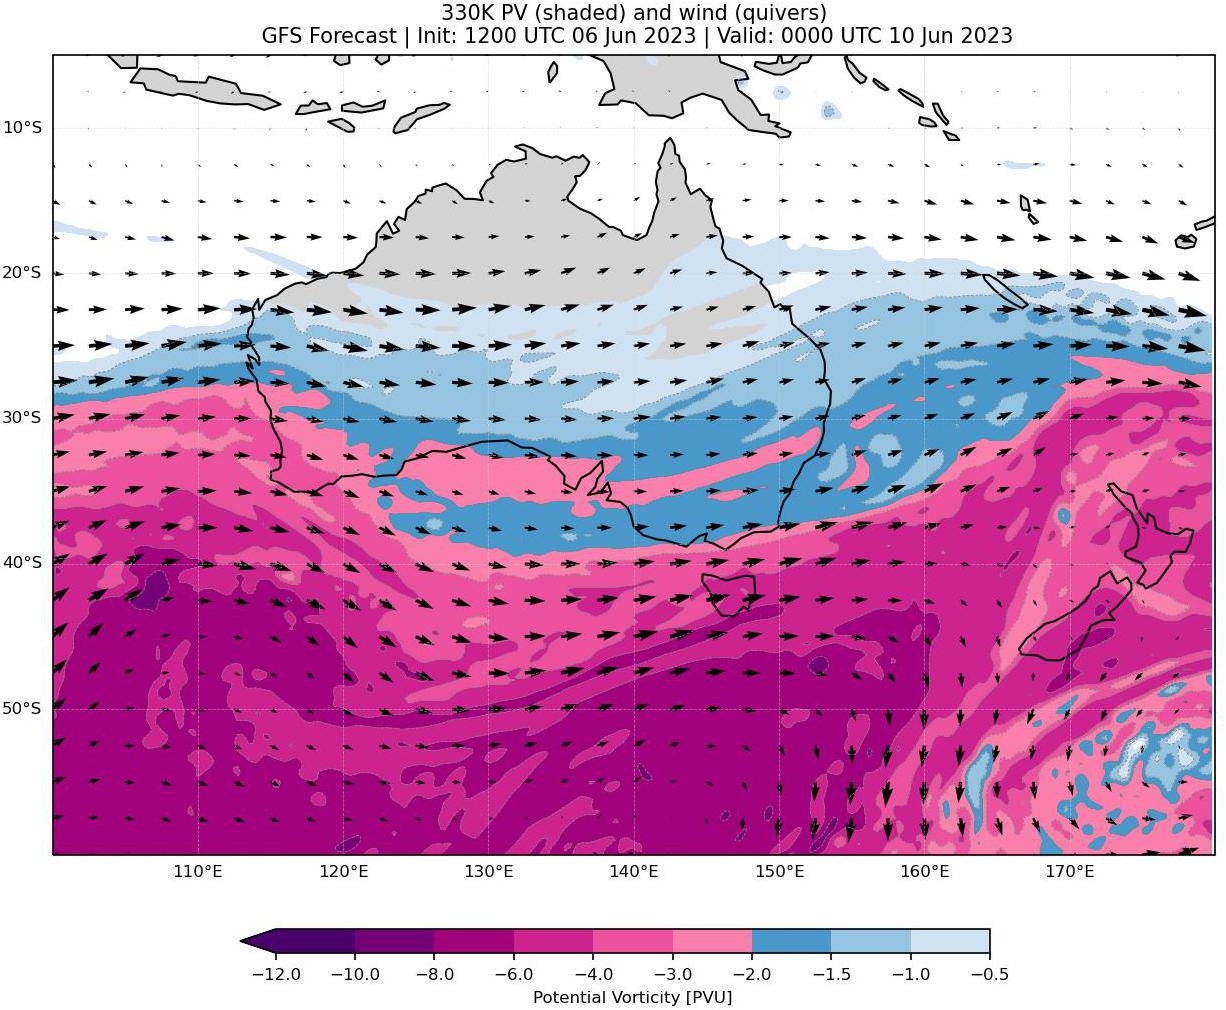 330K PV (shaded) and wind (quivers)
GFS Forecast | Init: 1200 UTC 06 Jun 2023 | Valid: 0000 UTC 10 Jun 2023
10°S
20°S
30°S
40°S
50°S
110°E 120°E 130°E 140°E 150°E 160°E 170°E
−12.0 −10.0 −8.0 −6.0 −4.0 −3.0 −2.0 −1.5 −1.0 −0.5
Potential Vorticity [PVU]